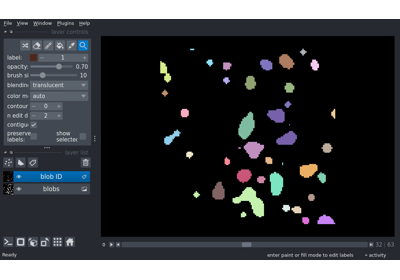 File View Window Plugins Help
layer controls
label: 1
opacity: 0.70
brush si 10
blendin translucent
color m auto
contour 0
n edit d 2
contigu
preserve labels show selected
layer list
blob ID
blobs
0 32 63
Ready enter paint or fill mode to edit labels activity